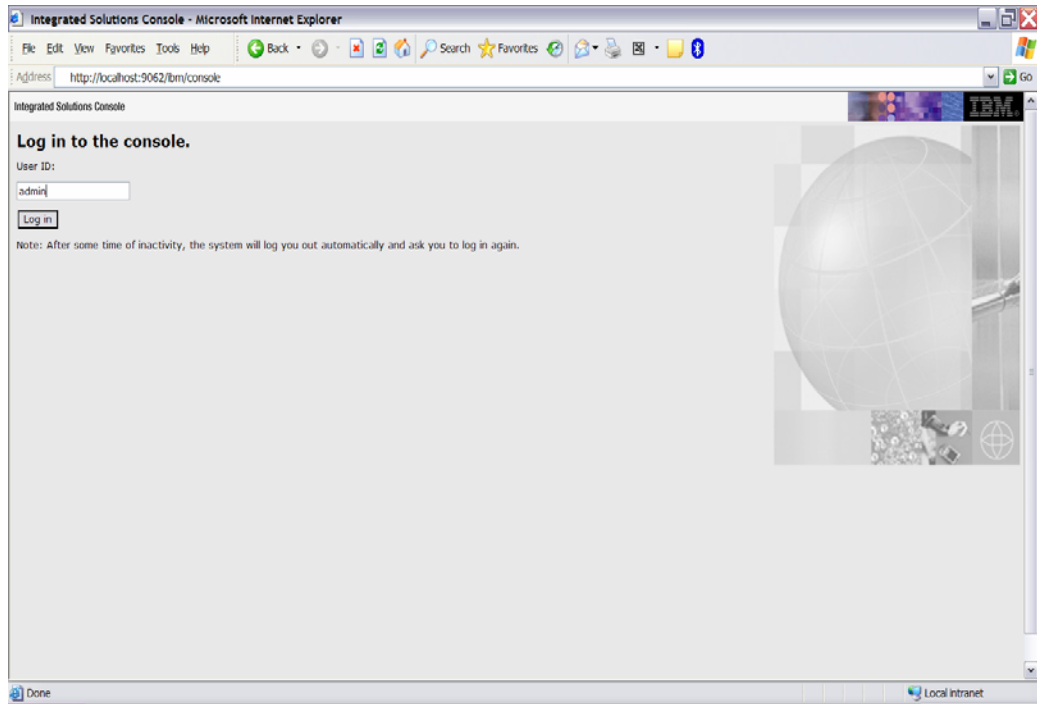 Integrated Solutions Console - Microsoft Internet Explorer
File Edit View Favorites Tools Help Back Search Favorites
Address http://localhost:9062/ibm/console Go
Integrated Solutions Console IBM.
Log in to the console.
User ID:
admin
Log in
Note: After some time of inactivity, the system will log you out automatically and ask you to log in again.
Done Local intranet